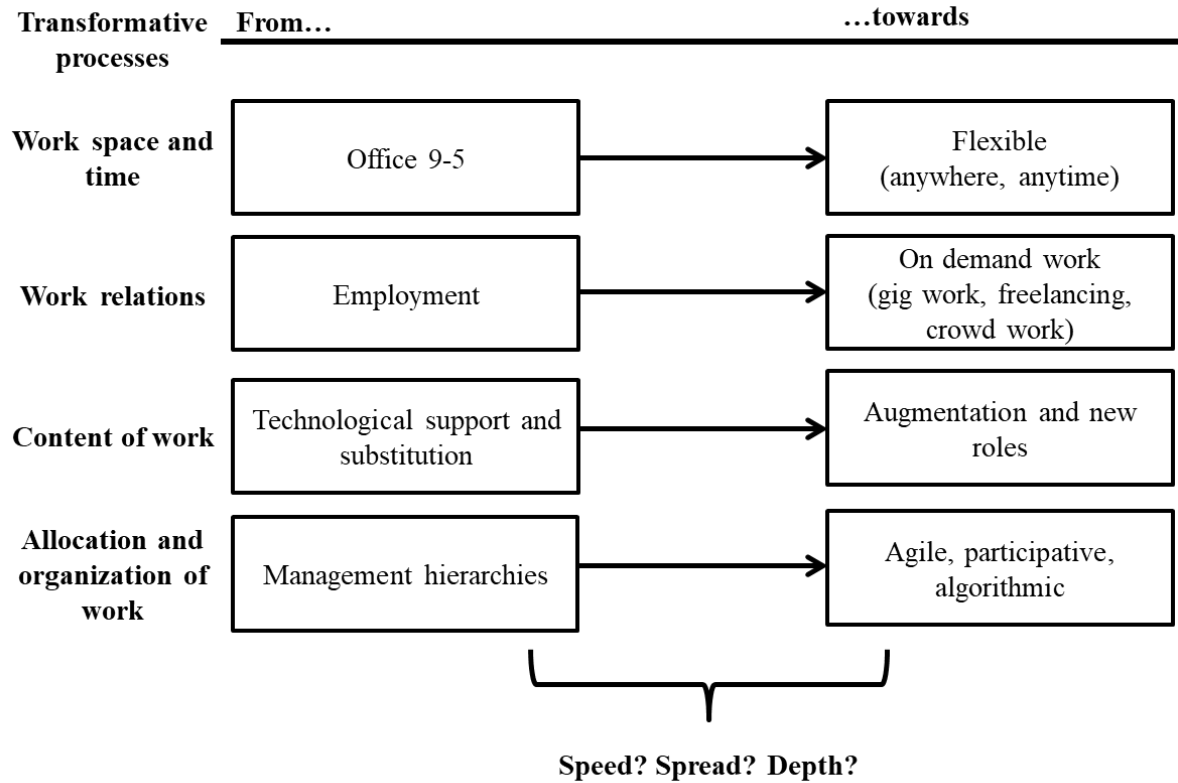 Transformative
processes
From…
…towards
Work space and
time
Office 9-5
Flexible
(anywhere, anytime)
Work relations
Employment
On demand work
(gig work, freelancing,
crowd work)
Content of work
Technological support and
substitution
Augmentation and new
roles
Allocation and
organization of
work
Management hierarchies
Agile, participative,
algorithmic
Speed? Spread? Depth?